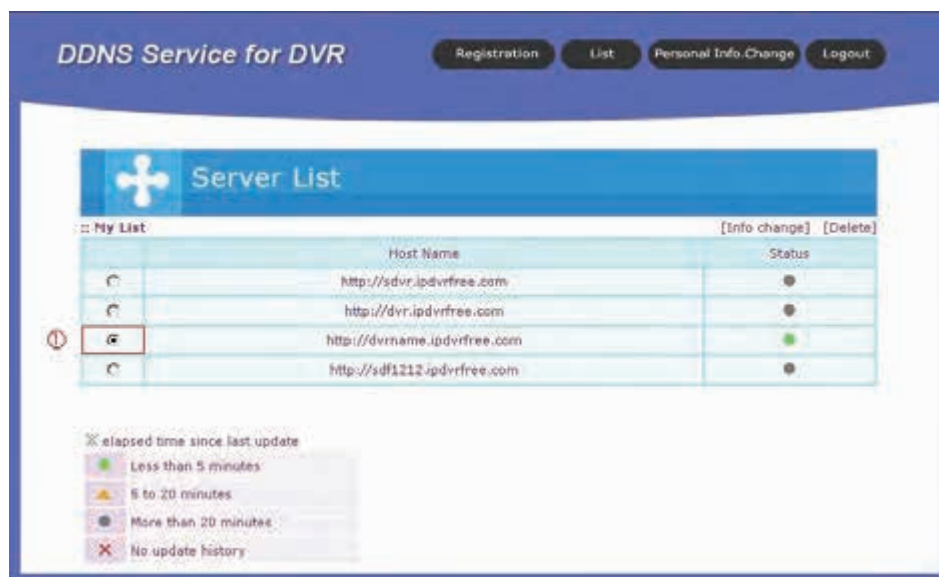 DDNS Service for DVR
Registration List Personal Info.Change Logout
Server List
:: My List [Info change] [Delete]
Host Name Status
http://sdvr.ipdvrfree.com
http://dvr.ipdvrfree.com
① http://dvrname.ipdvrfree.com
http://sdf1212.ipdvrfree.com
※ elapsed time since last update
Less than 5 minutes
5 to 20 minutes
More than 20 minutes
No update history